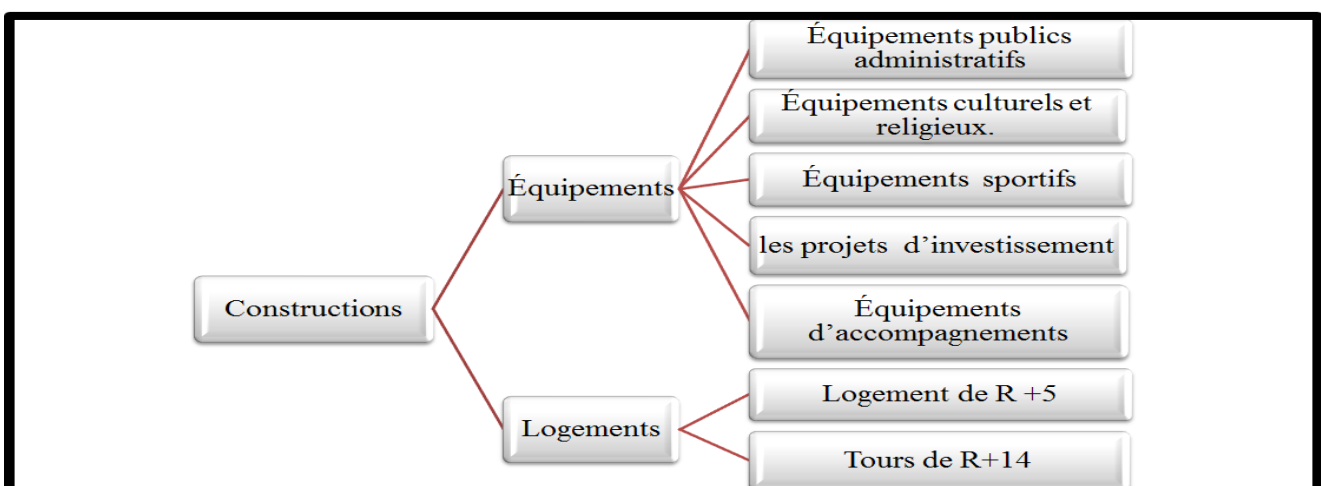 Équipements publics
administratifs
Équipements culturels et
religieux.
Équipements sportifs
Équipements
les projets d’investissement
Constructions
Équipements
d’accompagnements
Logement de R +5
Logements
Tours de R+14